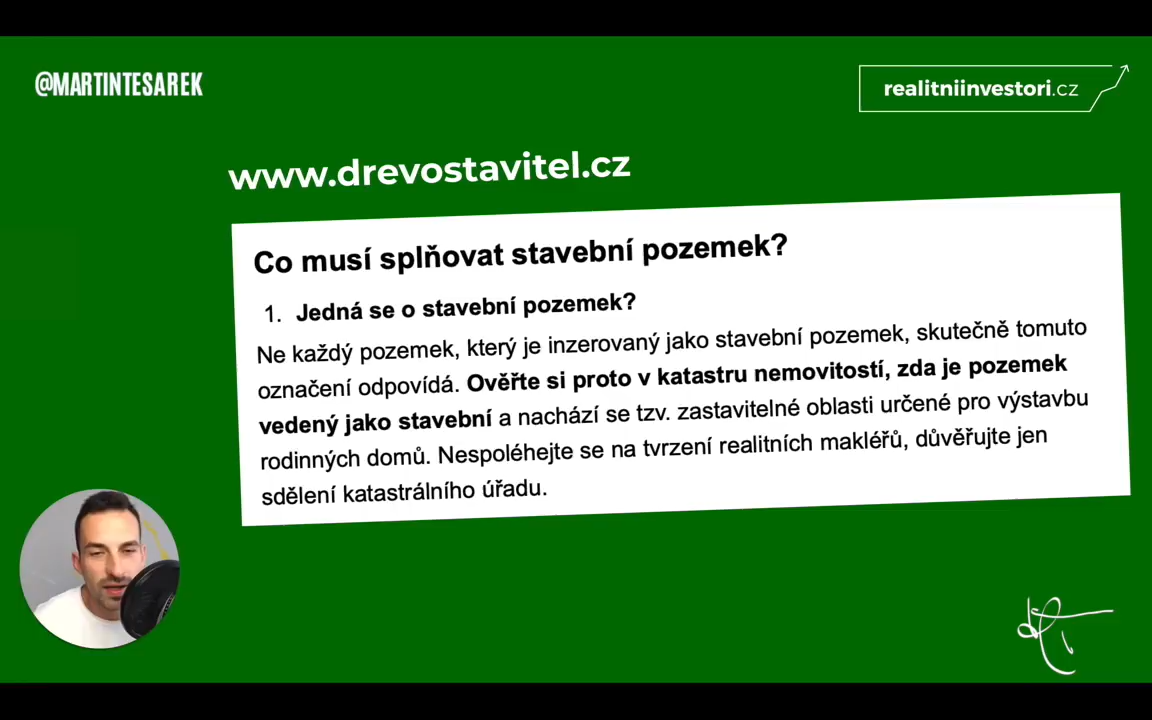 @MARTINTESAREK
realitniinvestori.cz
www.drevostavitel.cz
Co musí splňovat stavební pozemek?
1. Jedná se o stavební pozemek?
Ne každý pozemek, který je inzerovaný jako stavební pozemek, skutečně tomuto
označení odpovídá. Ověřte si proto v katastru nemovitostí, zda je pozemek
vedený jako stavební a nachází se tzv. zastavitelné oblasti určené pro výstavbu
rodinných domů. Nespoléhejte se na tvrzení realitních makléřů, důvěřujte jen
sdělení katastrálního úřadu.